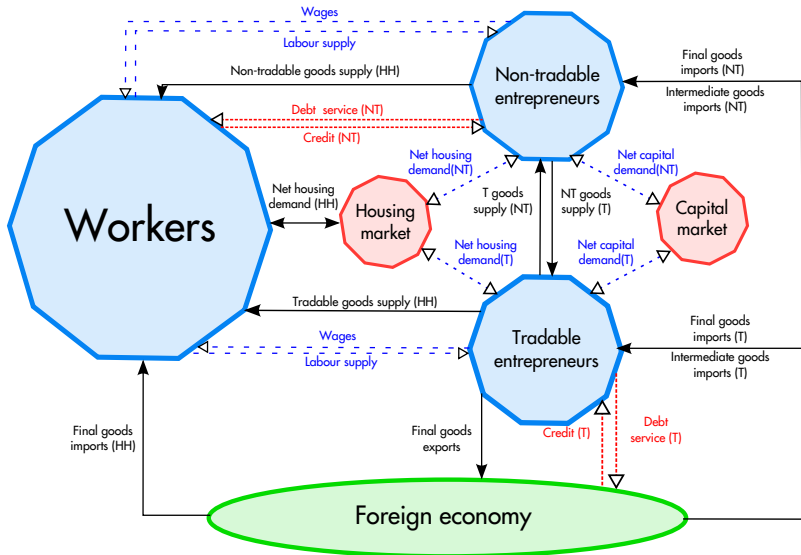 Wages
Labour supply
Non-tradable goods supply (HH)
Non-tradable
entrepreneurs
Final goods
imports (NT)
Intermediate goods
imports (NT)
Debt service (NT)
Credit (NT)
Net housing
demand(NT)
Net capital
demand(NT)
Net housing
demand (HH)
Housing
market
T goods
supply (NT)
NT goods
supply (T)
Capital
market
Workers
Net housing
demand(T)
Net capital
demand(T)
Tradable goods supply (HH)
Wages
Labour supply
Tradable
entrepreneurs
Final goods
imports (T)
Intermediate goods
imports (T)
Final goods
imports (HH)
Final goods
exports
Credit (T)
Debt
service (T)
Foreign economy